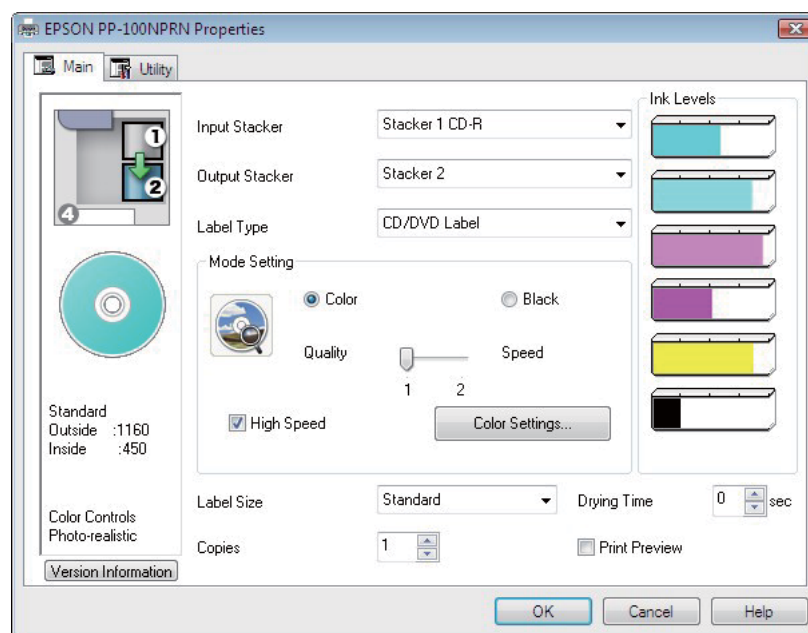 EPSON PP-100NPRN Properties
Main
Utility
1
2
4
Standard
Outside :1160
Inside :450
Color Controls
Photo-realistic
Version Information
Input Stacker Stacker 1 CD-R
Output Stacker Stacker 2
Label Type CD/DVD Label
Mode Setting
Color Black
Quality Speed
1 2
High Speed Color Settings...
Label Size Standard Drying Time 0 sec
Copies 1 Print Preview
Ink Levels
OK Cancel Help